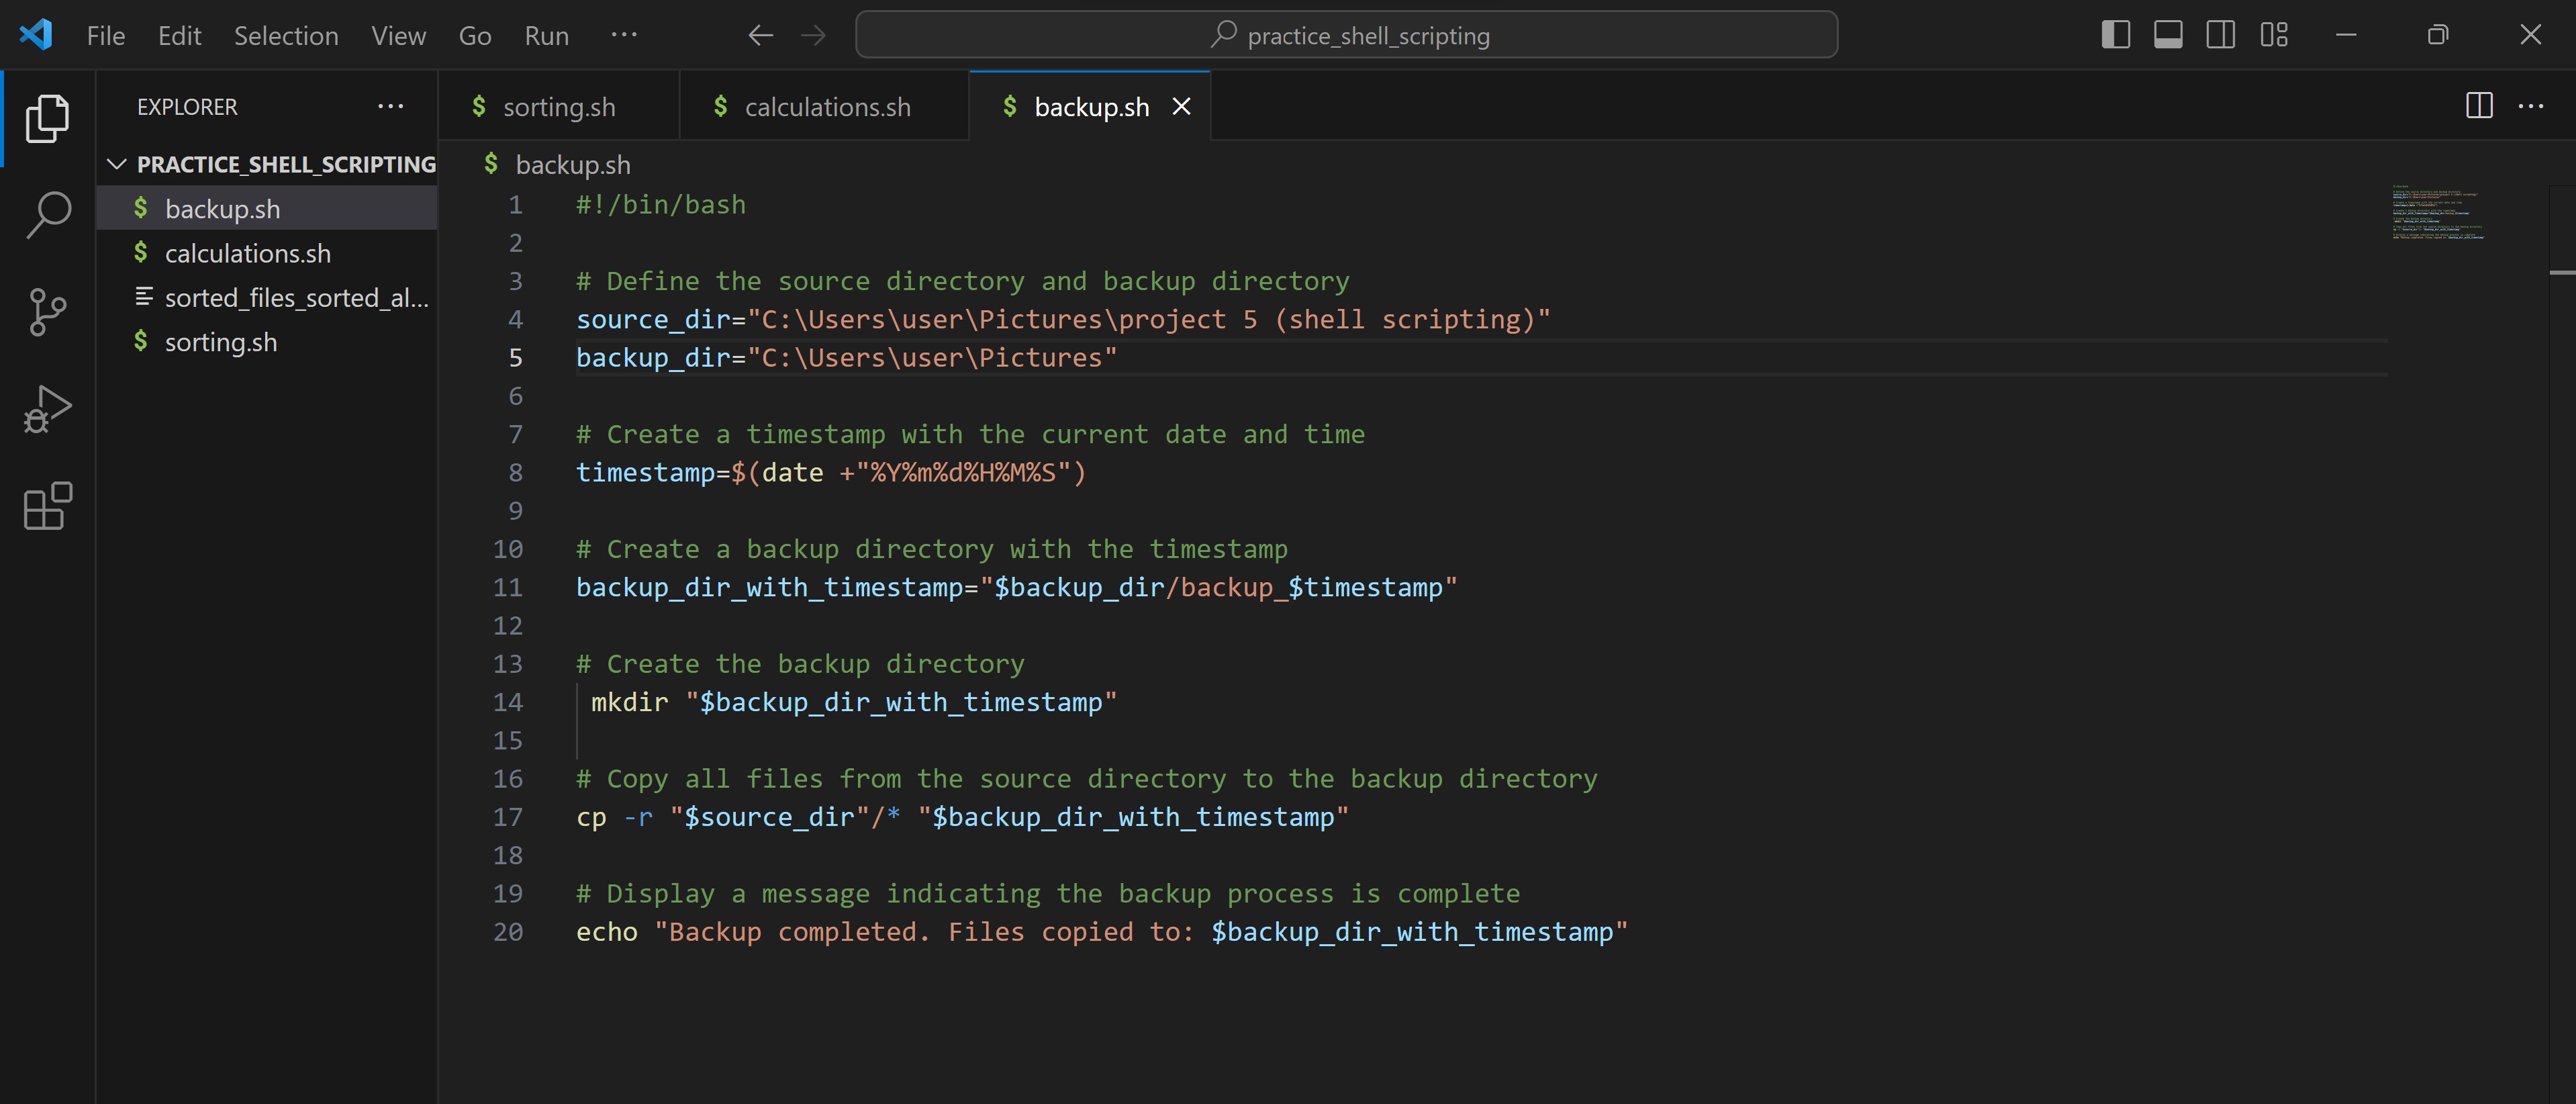 File Edit Selection View Go Run ··· practice_shell_scripting
EXPLORER ···
PRACTICE_SHELL_SCRIPTING
$ backup.sh
$ calculations.sh
sorted_files_sorted_al...
$ sorting.sh
$ sorting.sh $ calculations.sh $ backup.sh
$ backup.sh
1 #!/bin/bash
2
3 # Define the source directory and backup directory
4 source_dir="C:\Users\user\Pictures\project 5 (shell scripting)"
5 backup_dir="C:\Users\user\Pictures"
6
7 # Create a timestamp with the current date and time
8 timestamp=$(date +"%Y%m%d%H%M%S")
9
10 # Create a backup directory with the timestamp
11 backup_dir_with_timestamp="$backup_dir/backup_$timestamp"
12
13 # Create the backup directory
14  mkdir "$backup_dir_with_timestamp"
15
16 # Copy all files from the source directory to the backup directory
17 cp -r "$source_dir"/* "$backup_dir_with_timestamp"
18
19 # Display a message indicating the backup process is complete
20 echo "Backup completed. Files copied to: $backup_dir_with_timestamp"